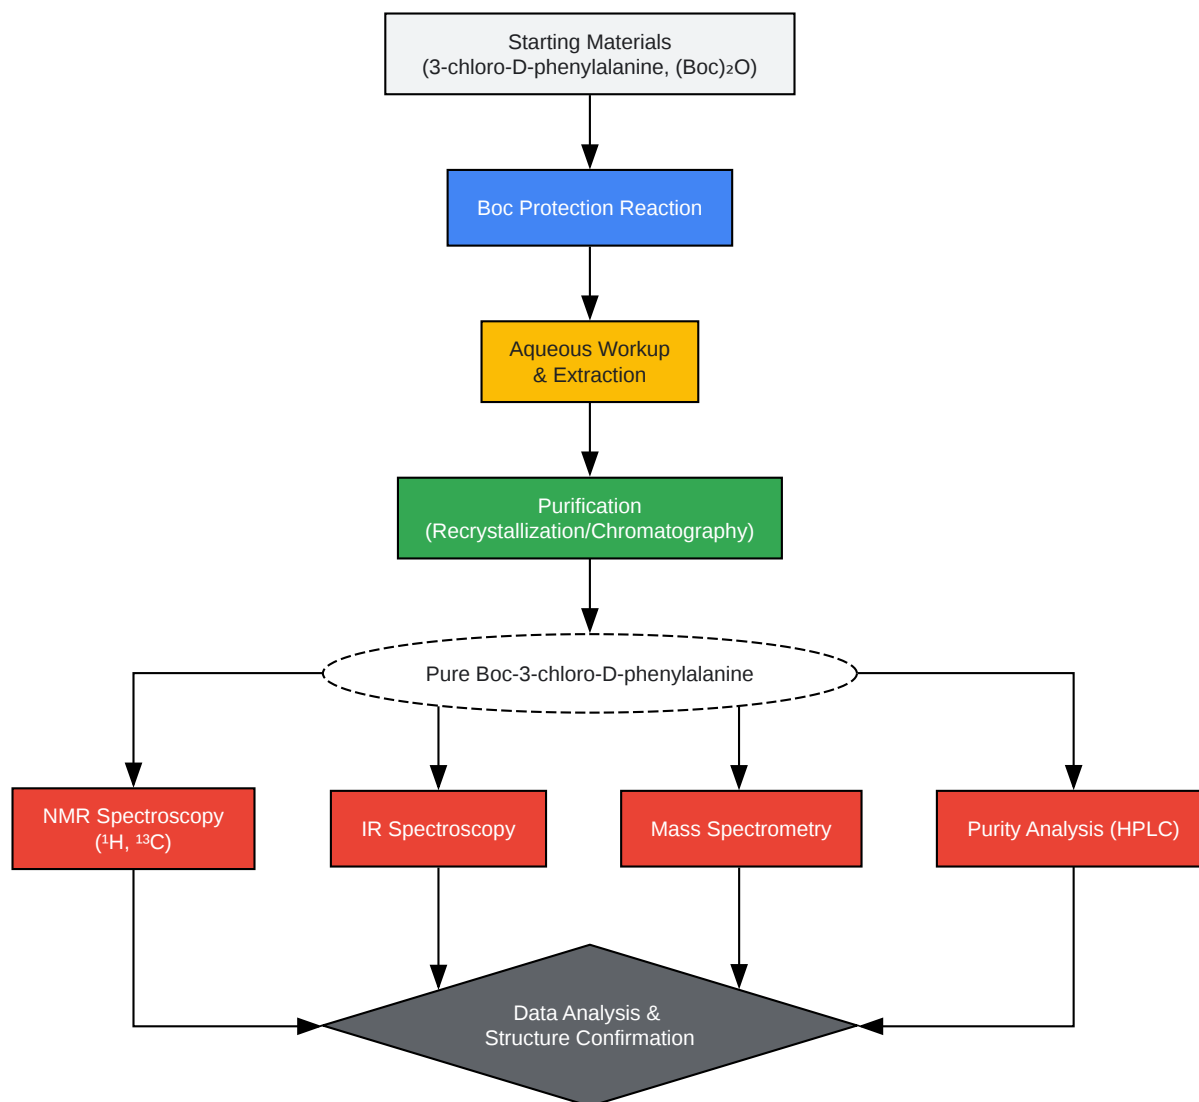 Starting Materials
(3-chloro-D-phenylalanine, (Boc)₂O)
Boc Protection Reaction
Aqueous Workup
& Extraction
Purification
(Recrystallization/Chromatography)
Pure Boc-3-chloro-D-phenylalanine
NMR Spectroscopy
(¹H, ¹³C)
IR Spectroscopy
Mass Spectrometry
Purity Analysis (HPLC)
Data Analysis &
Structure Confirmation